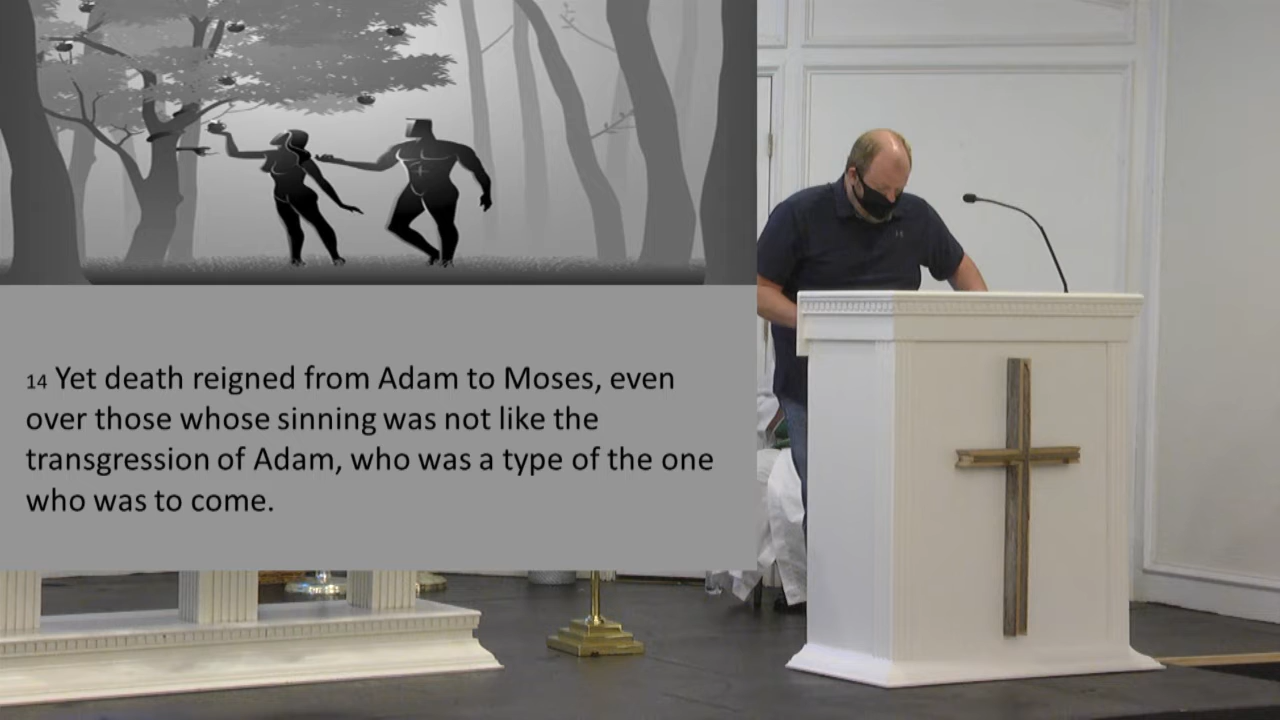 14 Yet death reigned from Adam to Moses, even
over those whose sinning was not like the
transgression of Adam, who was a type of the one
who was to come.